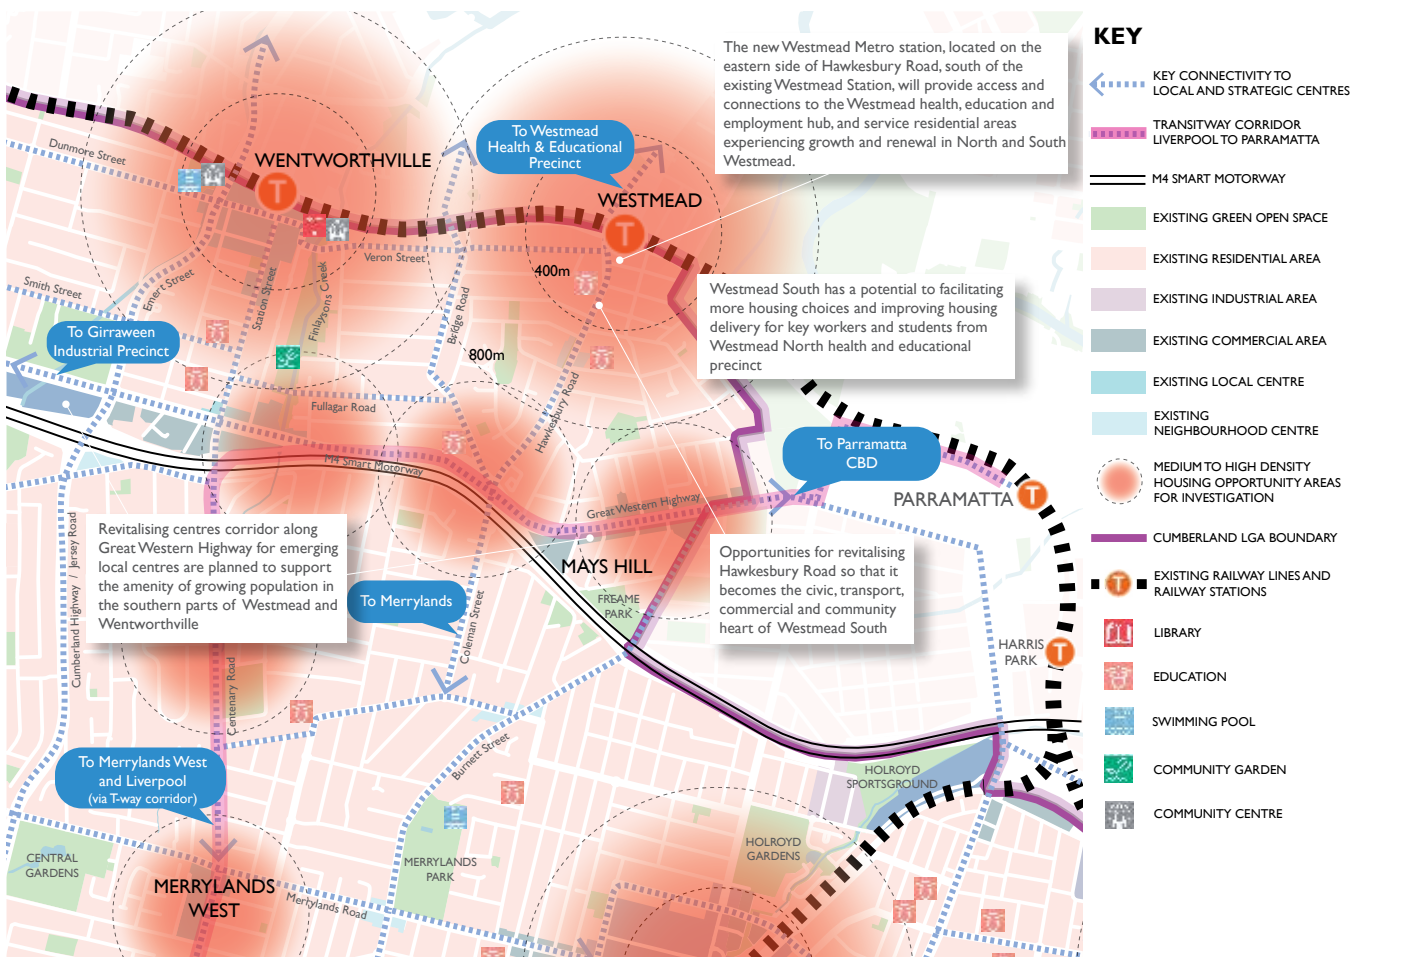 The new Westmead Metro station, located on the
eastern side of Hawkesbury Road, south of the
existing Westmead Station, will provide access and
connections to the Westmead health, education and
employment hub, and service residential areas
experiencing growth and renewal in North and South
Westmead.
To Westmead
Health & Educational
Precinct
Dunmore Street
WENTWORTHVILLE
T
WESTMEAD
T
Veron Street
400m
Smith Street
Emert Street
Station Street
Finlaysons Creek
Bridge Road
Westmead South has a potential to facilitating
more housing choices and improving housing
delivery for key workers and students from
Westmead North health and educational
precinct
To Girraween
Industrial Precinct
800m
Fullagar Road
Hawkesbury Road
M4 Smart Motorway
To Parramatta
CBD
PARRAMATTA
T
Great Western Highway
Revitalising centres corridor along
Great Western Highway for emerging
local centres are planned to support
the amenity of growing population in
the southern parts of Westmead and
Wentworthville
Cumberland Highway / Jersey Road
MAYS HILL
Opportunities for revitalising
Hawkesbury Road so that it
becomes the civic, transport,
commercial and community
heart of Westmead South
To Merrylands
FREAME
PARK
Coleman Street
HARRIS
PARK
T
Centenary Road
Burnett Street
To Merrylands West
and Liverpool
(via T-way corridor)
HOLROYD
SPORTSGROUND
HOLROYD
GARDENS
CENTRAL
GARDENS
MERRYLANDS
PARK
MERRYLANDS
WEST
Merrylands Road
KEY
KEY CONNECTIVITY TO
LOCAL AND STRATEGIC CENTRES
TRANSITWAY CORRIDOR
LIVERPOOL TO PARRAMATTA
M4 SMART MOTORWAY
EXISTING GREEN OPEN SPACE
EXISTING RESIDENTIAL AREA
EXISTING INDUSTRIAL AREA
EXISTING COMMERCIAL AREA
EXISTING LOCAL CENTRE
EXISTING
NEIGHBOURHOOD CENTRE
MEDIUM TO HIGH DENSITY
HOUSING OPPORTUNITY AREAS
FOR INVESTIGATION
CUMBERLAND LGA BOUNDARY
T
EXISTING RAILWAY LINES AND
RAILWAY STATIONS
LIBRARY
EDUCATION
SWIMMING POOL
COMMUNITY GARDEN
COMMUNITY CENTRE